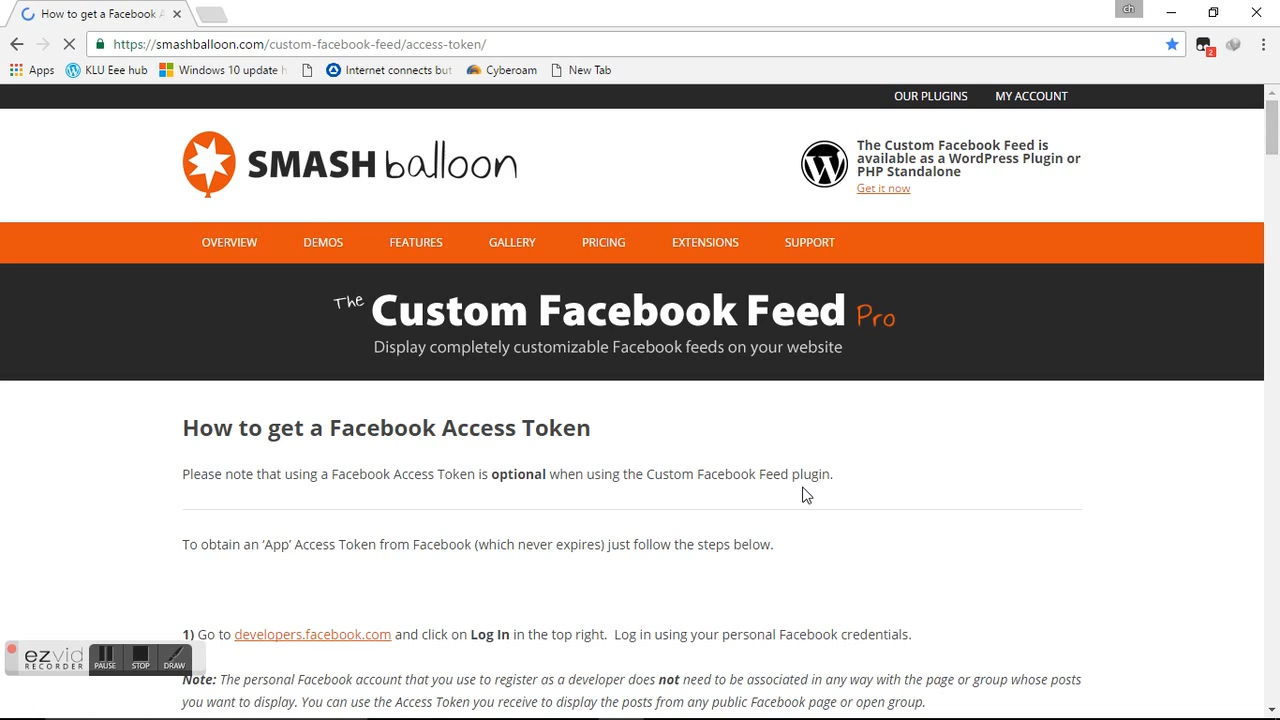 How to get a Facebook A
ch
https://smashballoon.com/custom-facebook-feed/access-token/
2
Apps KLU Eee hub Windows 10 update h Internet connects but Cyberoam New Tab
OUR PLUGINS MY ACCOUNT
SMASH balloon
The Custom Facebook Feed is
available as a WordPress Plugin or
PHP Standalone
Get it now
OVERVIEW DEMOS FEATURES GALLERY PRICING EXTENSIONS SUPPORT
The Custom Facebook Feed Pro
Display completely customizable Facebook feeds on your website
How to get a Facebook Access Token
Please note that using a Facebook Access Token is optional when using the Custom Facebook Feed plugin.
To obtain an ‘App’ Access Token from Facebook (which never expires) just follow the steps below.
1) Go to developers.facebook.com and click on Log In in the top right. Log in using your personal Facebook credentials.
ezvid
RECORDER
PAUSE STOP DRAW
Note: The personal Facebook account that you use to register as a developer does not need to be associated in any way with the page or group whose posts
you want to display. You can use the Access Token you receive to display the posts from any public Facebook page or open group.